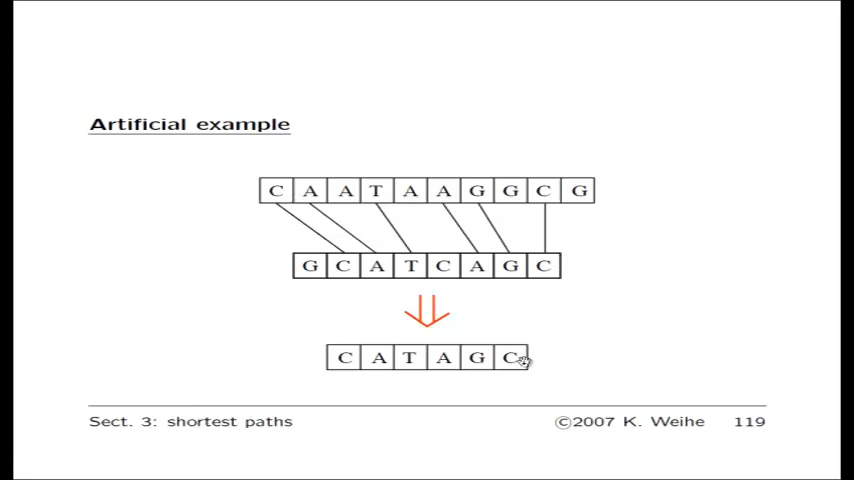 Artificial example
C A A T A A G G C G
G C A T C A G C
C A T A G C
Sect. 3: shortest paths ©2007 K. Weihe 119